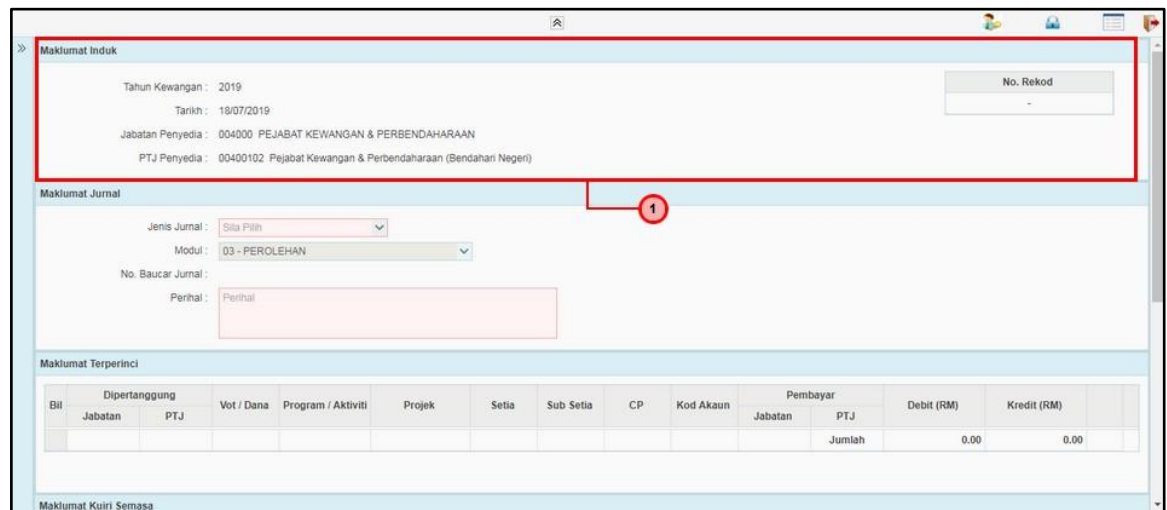 Maklumat Induk
Tahun Kewangan : 2019
No. Rekod
-
Tarikh : 18/07/2019
Jabatan Penyedia : 004000 PEJABAT KEWANGAN & PERBENDAHARAAN
PTJ Penyedia : 00400102 Pejabat Kewangan & Perbendaharaan (Bendahari Negeri)
Maklumat Jurnal
1
Jenis Jurnal : Sila Pilih
Modul : 03 - PEROLEHAN
No. Baucar Jurnal :
Perihal : Perihal
Maklumat Terperinci
Bil Dipertanggung Vot / Dana Program / Aktiviti Projek Setia Sub Setia CP Kod Akaun Pembayar Debit (RM) Kredit (RM)
Jabatan PTJ Jabatan PTJ
Jumlah 0.00 0.00
Maklumat Kuiri Semasa